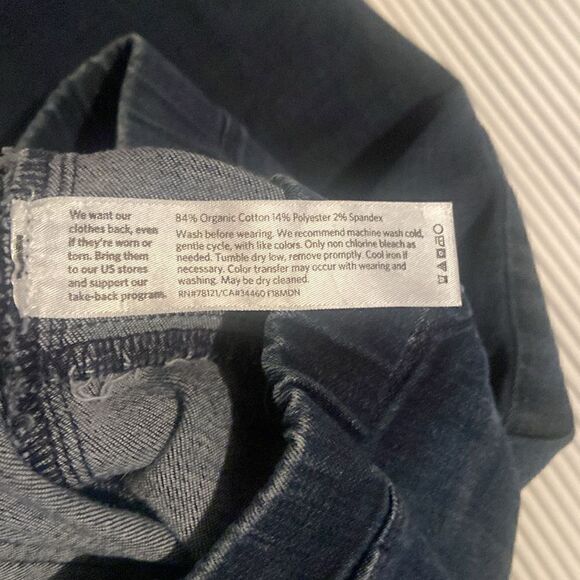 We want our
clothes back, even
if they're worn or
torn. Bring them
to our US stores
and support our
take-back program.
84% Organic Cotton 14% Polyester 2% Spandex
Wash before wearing. We recommend machine wash cold,
gentle cycle, with like colors. Only non chlorine bleach as
needed. Tumble dry low, remove promptly. Cool iron if
necessary. Color transfer may occur with wearing and
washing. May be dry cleaned.
RN#78121/CA#34460 F18MDN